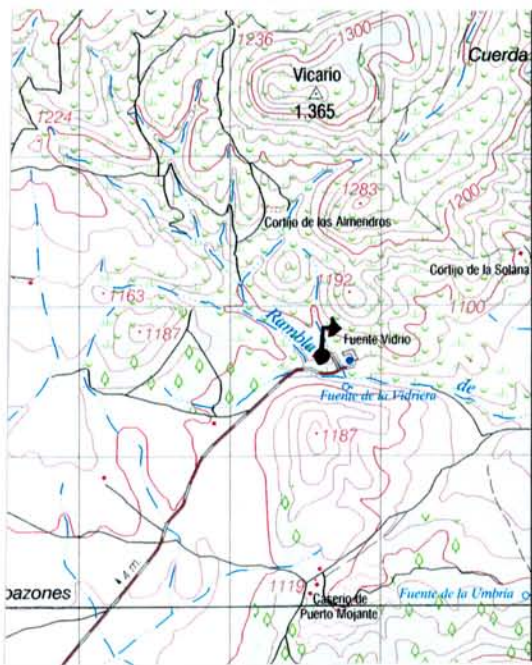 1236
1300
Cuerda
Vicario
1.365
1224
1283
1200
Cortijo de los Almendros
Cortijo de la Solana
1192
1163
1100
1187
Rambla
Fuente Vidrio
de
Fuente de la Vidriera
1187
4 m.
1119
Fuente de la Umbría
bazones
Caserío de
Puerto Mojante